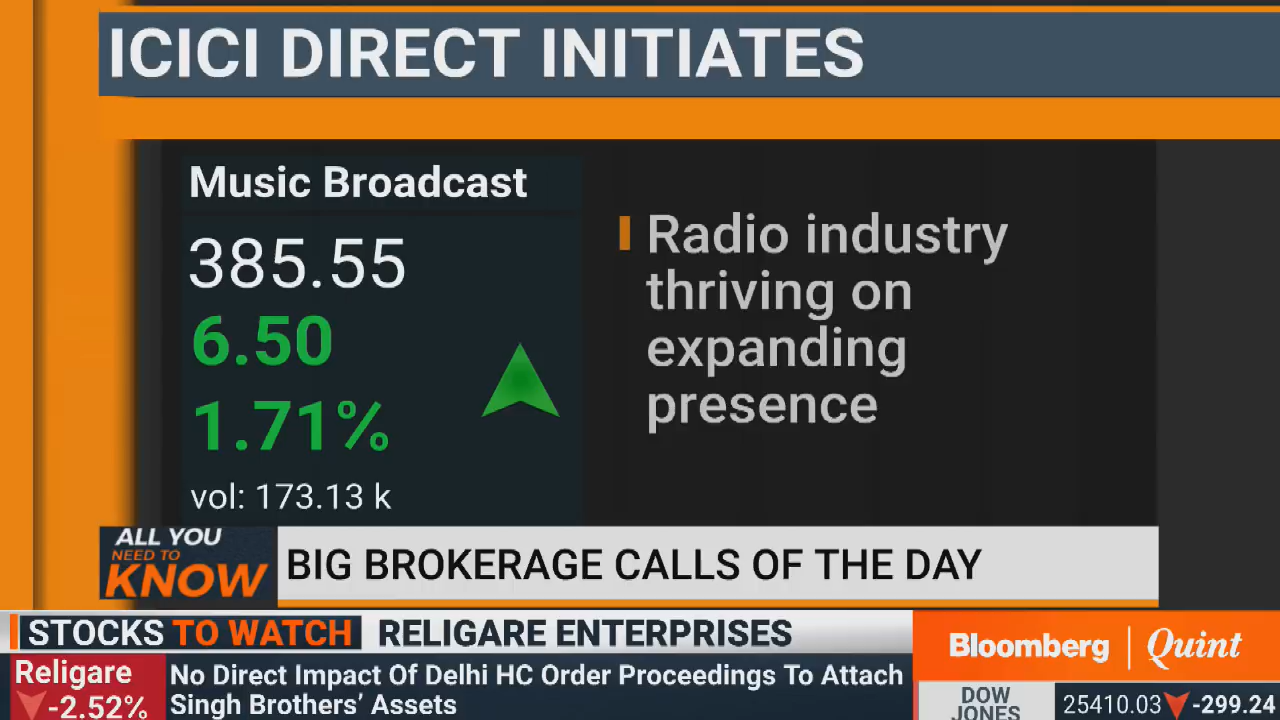 ICICI DIRECT INITIATES
Music Broadcast
385.55
6.50
1.71%
vol: 173.13 k
Radio industry
thriving on
expanding
presence
ALL YOU
NEED TO
KNOW
BIG BROKERAGE CALLS OF THE DAY
STOCKS TO WATCH
RELIGARE ENTERPRISES
Religare
-2.52%
No Direct Impact Of Delhi HC Order Proceedings To Attach
Singh Brothers' Assets
Bloomberg | Quint
DOW
JONES
25410.03
-299.24